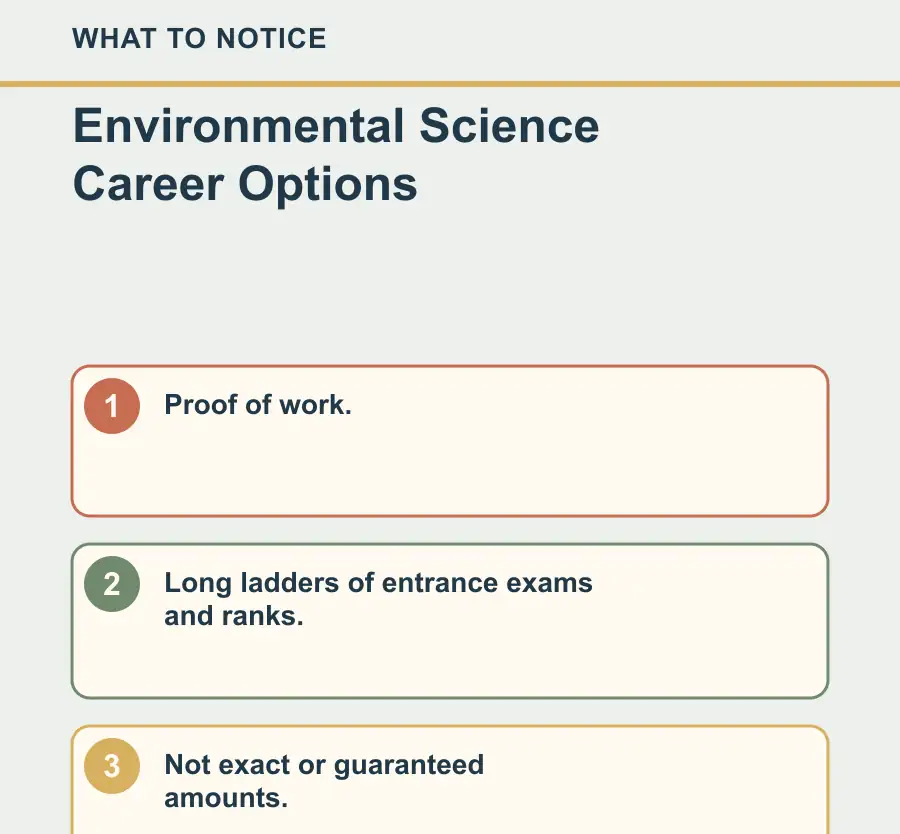 WHAT TO NOTICE
Environmental Science
Career Options
1
Proof of work.
2
Long ladders of entrance exams
and ranks.
3
Not exact or guaranteed
amounts.